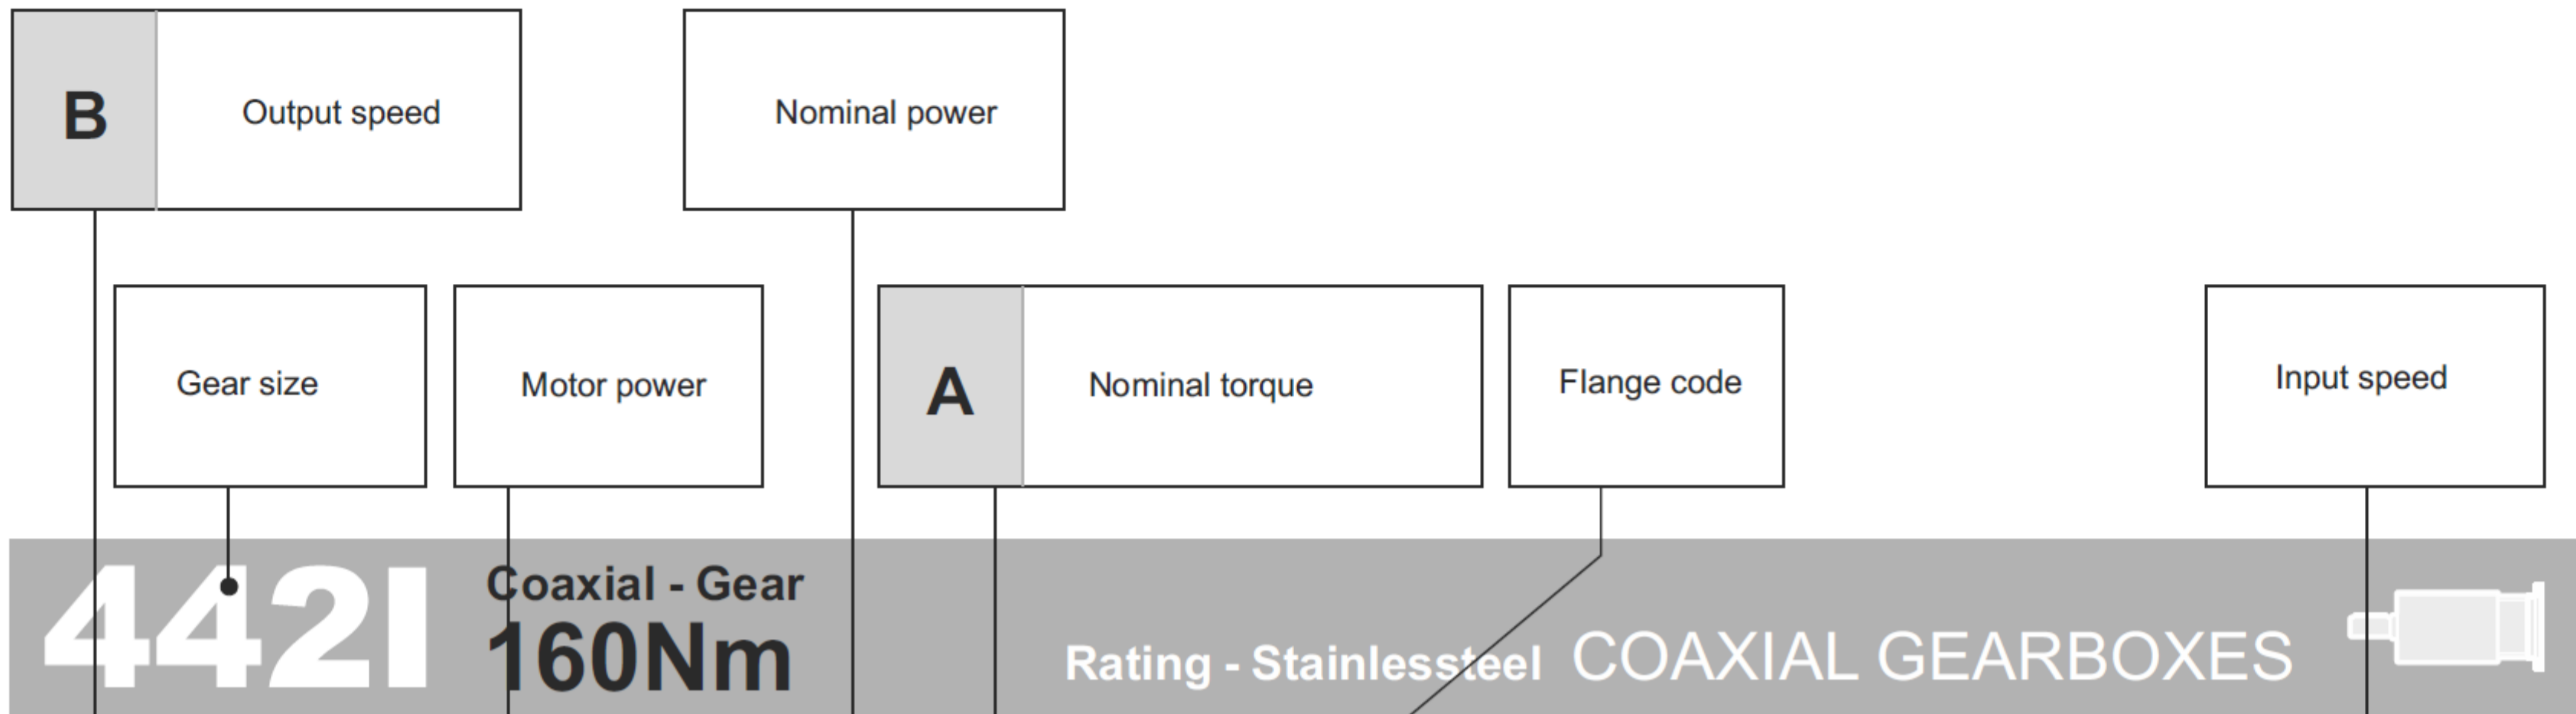 B
Output speed
Nominal power
Gear size
Motor power
A
Nominal torque
Flange code
Input speed
442I
Coaxial - Gear
160Nm
Rating - Stainlessteel COAXIAL GEARBOXES